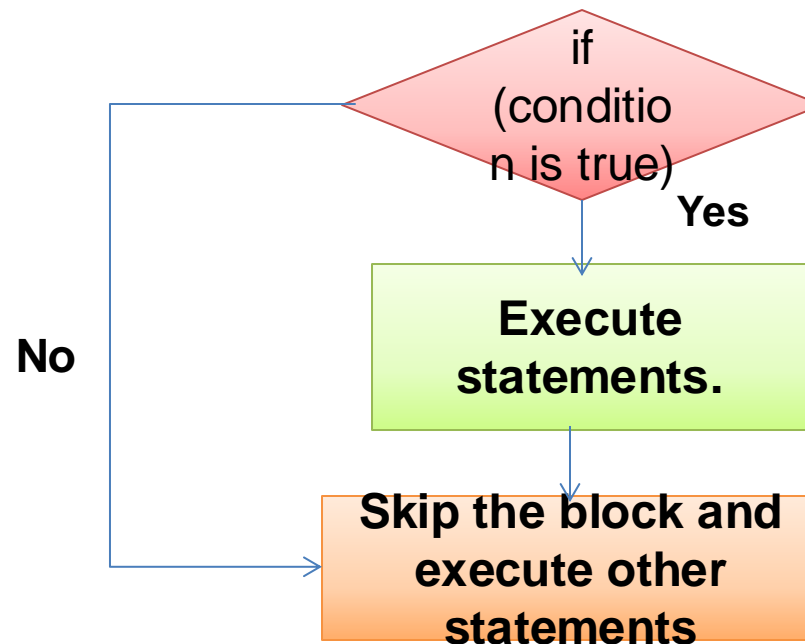 if
(conditio
n is true)
Yes
Execute
statements.
No
Skip the block and
execute other
statements